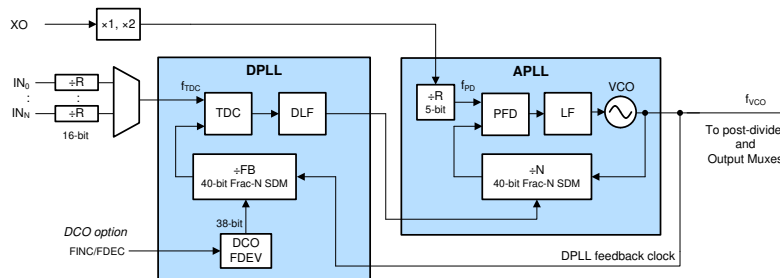 XO
×1, ×2
DPLL
APLL
IN0
÷R
:
:
INN
÷R
16-bit
fTDC
TDC
DLF
÷R
5-bit
fPD
PFD
LF
VCO
fVCO
To post-divide
and
Output Muxes
÷FB
40-bit Frac-N SDM
÷N
40-bit Frac-N SDM
38-bit
DCO option
FINC/FDEC
DCO
FDEV
DPLL feedback clock